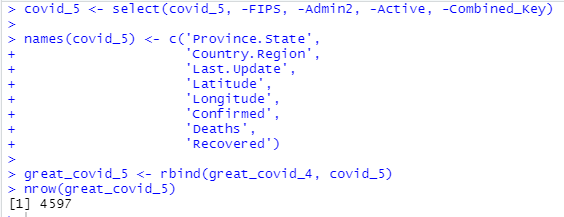 > covid_5 <- select(covid_5, -FIPS, -Admin2, -Active, -Combined_Key)
>
> names(covid_5) <- c('Province.State',
+                     'Country.Region',
+                     'Last.Update',
+                     'Latitude',
+                     'Longitude',
+                     'Confirmed',
+                     'Deaths',
+                     'Recovered')
>
> great_covid_5 <- rbind(great_covid_4, covid_5)
> nrow(great_covid_5)
[1] 4597